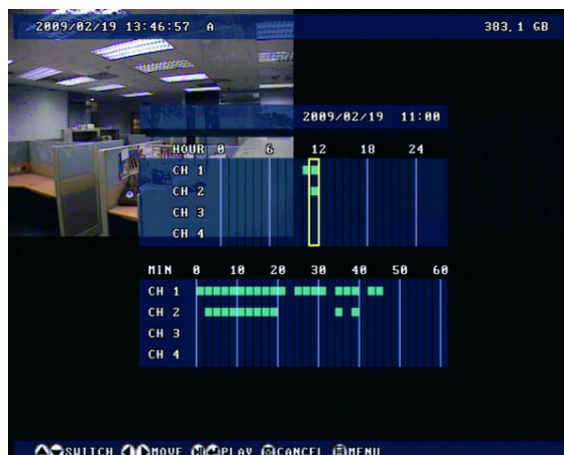 2009/02/19 13:46:57 A 383.1 GB
2009/02/19 11:00
HOUR 0 6 12 18 24
CH 1
CH 2
CH 3
CH 4
MIN 0 10 20 30 40 50 60
CH 1
CH 2
CH 3
CH 4
SWITCH MOVE PLAY CANCEL MENU